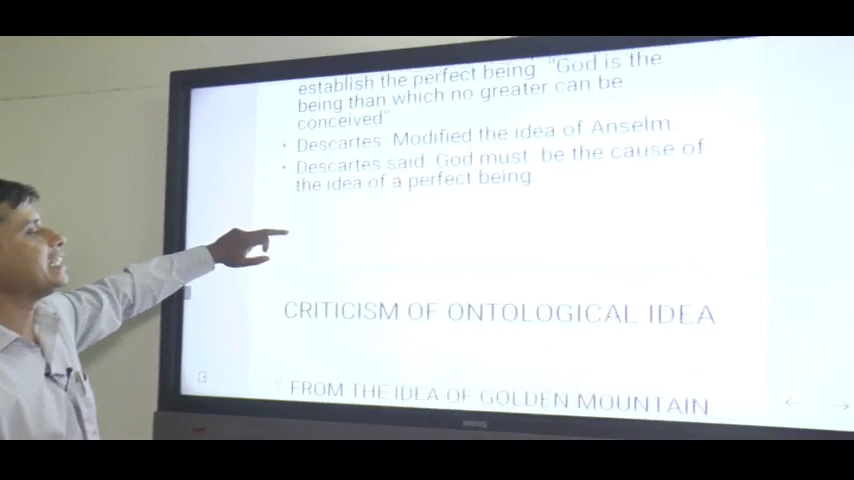 establish the perfect being "God is the
being than which no greater can be
conceived"
• Descartes- Modified the idea of Anselm
• Descartes said God must be the cause of
the idea of a perfect being
CRITICISM OF ONTOLOGICAL IDEA
" FROM THE IDEA OF GOLDEN MOUNTAIN
BenQ